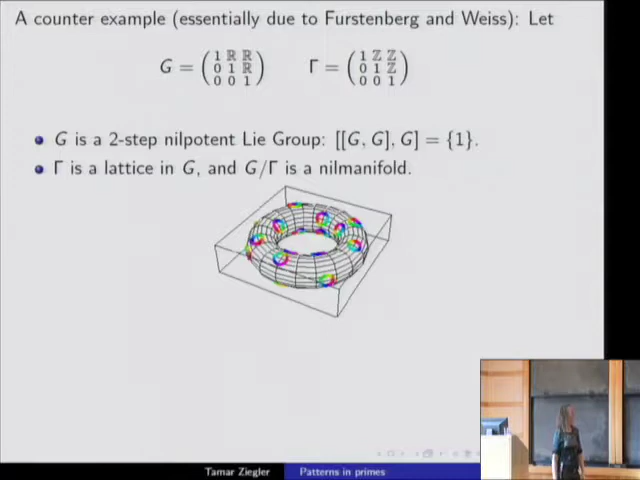 A counter example (essentially due to Furstenberg and Weiss): Let
G = ( 1 ℝ ℝ
0 1 ℝ
0 0 1 ) Γ = ( 1 ℤ ℤ
0 1 ℤ
0 0 1 )
• G is a 2-step nilpotent Lie Group: [[G, G], G] = {1}.
• Γ is a lattice in G, and G/Γ is a nilmanifold.
Tamar Ziegler Patterns in primes